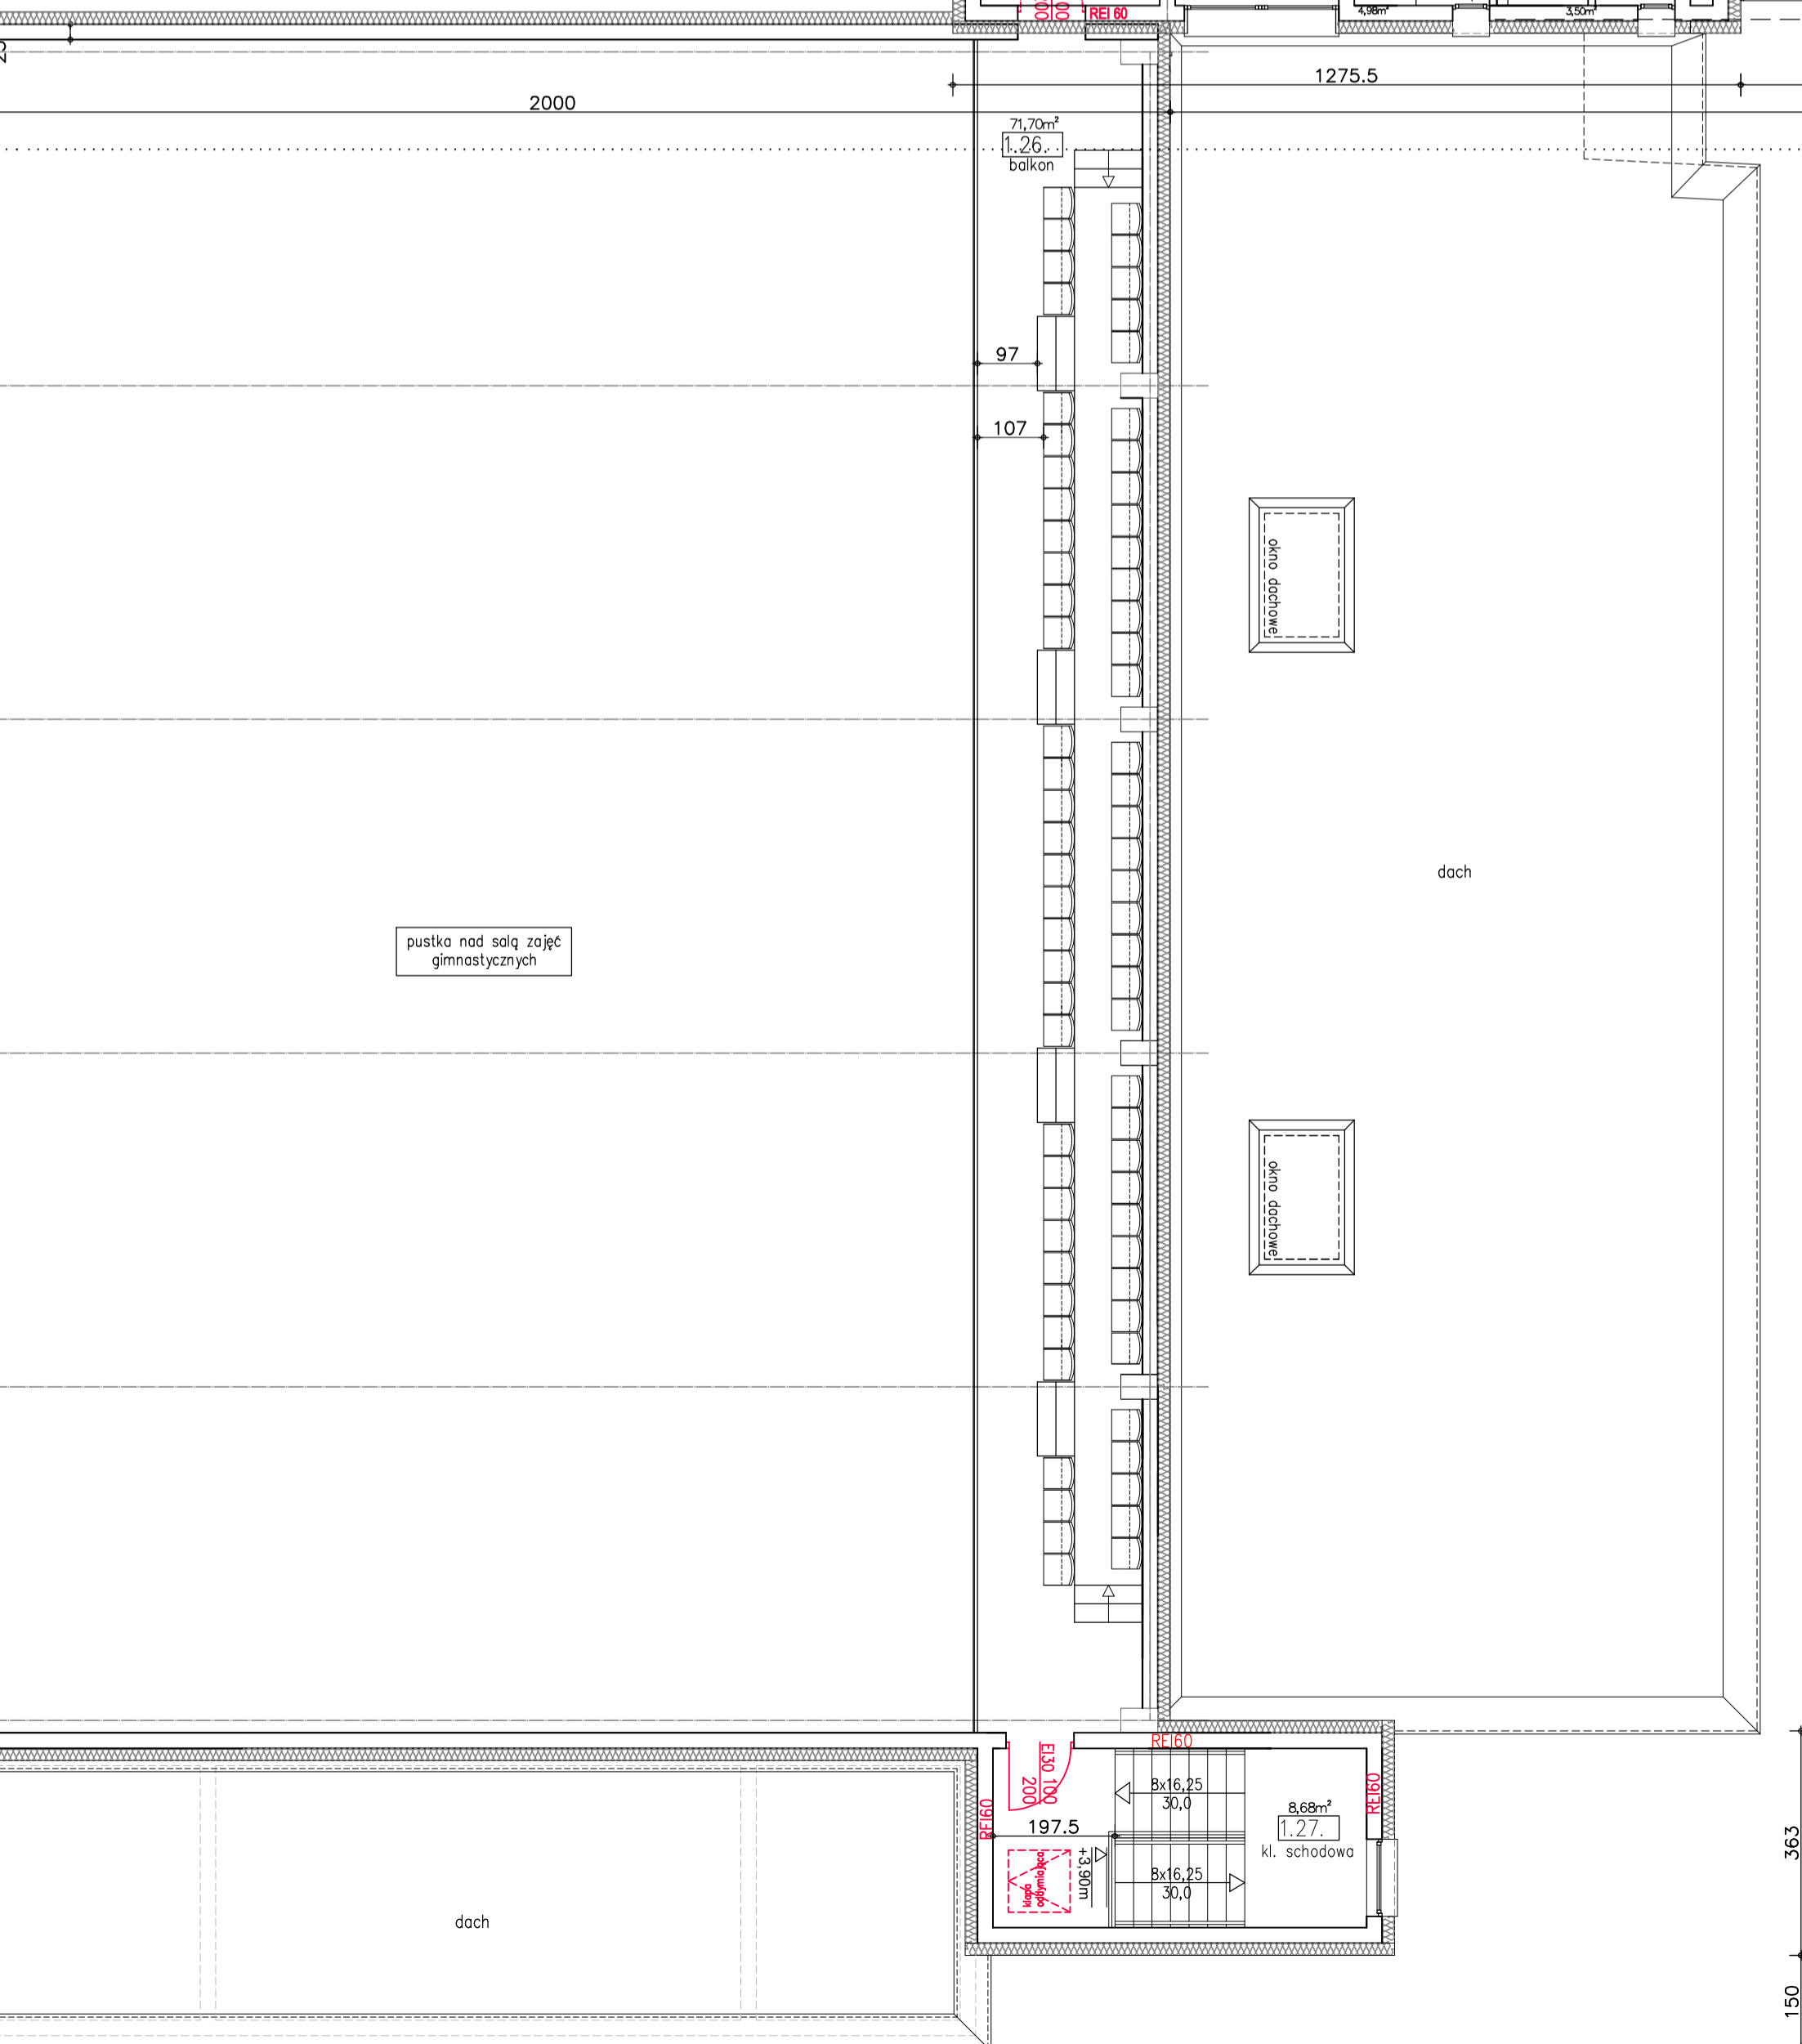 REI 60
4,98m²
3,50m²
1275.5
2000
71,70m²
1.26.
balkon
97
107
okno dachowe
dach
pustka nad salą zajęć
gimnastycznych
okno dachowe
REI60
EI30 100
200
REI60
REI60
8x16,25
30,0
8,68m²
1.27.
kl. schodowa
197.5
+3,90m
klapa
oddymiająca
8x16,25
30,0
363
dach
150